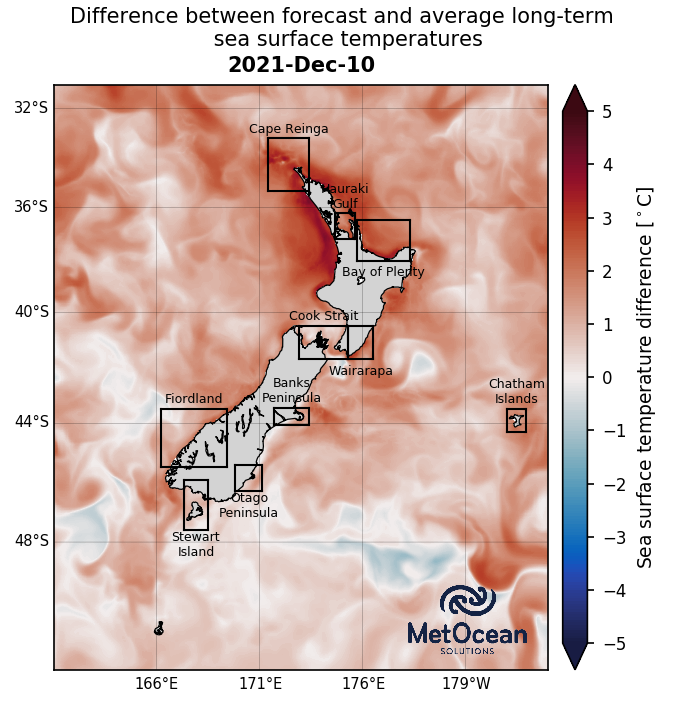 Difference between forecast and average long-term
sea surface temperatures
2021-Dec-10
32°S
36°S
40°S
44°S
48°S
166°E
171°E
176°E
179°W
Cape Reinga
Hauraki
Gulf
Bay of Plenty
Cook Strait
Wairarapa
Banks
Peninsula
Fiordland
Chatham
Islands
Otago
Peninsula
Stewart
Island
MetOcean
SOLUTIONS
5
4
3
2
1
0
−1
−2
−3
−4
−5
Sea surface temperature difference [°C]